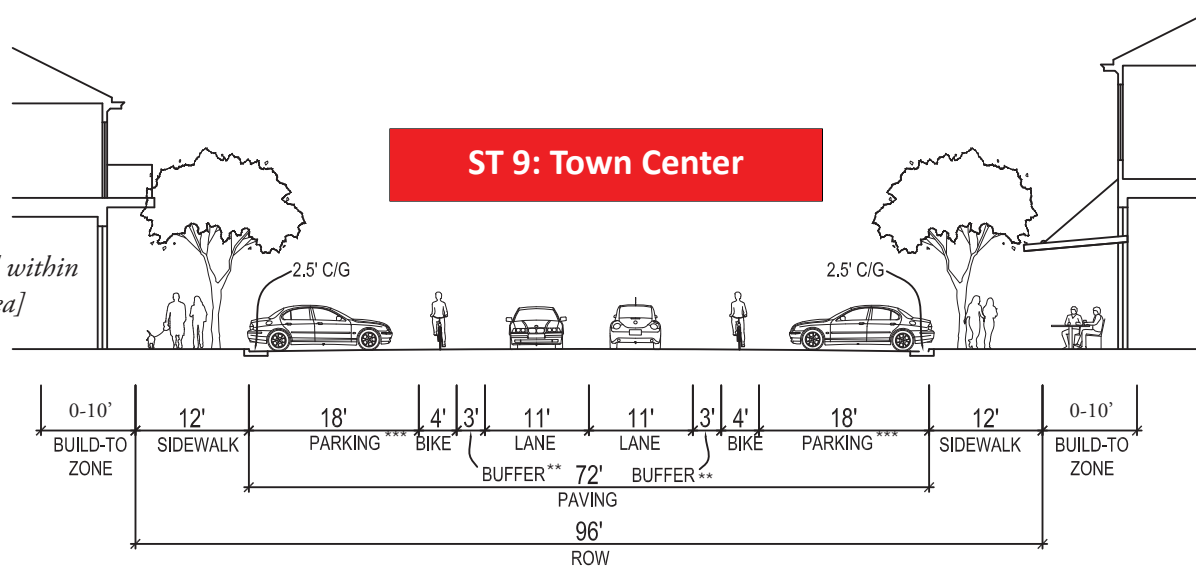 ST 9: Town Center
within
ea]
2.5' C/G
2.5' C/G
0-10’ 12' 18' 4' 3' 11' 11' 3' 4' 18' 12' 0-10’
BUILD-TO ZONE SIDEWALK PARKING*** BIKE LANE LANE BIKE PARKING*** SIDEWALK BUILD-TO ZONE
BUFFER** 72' BUFFER**
PAVING
96'
ROW